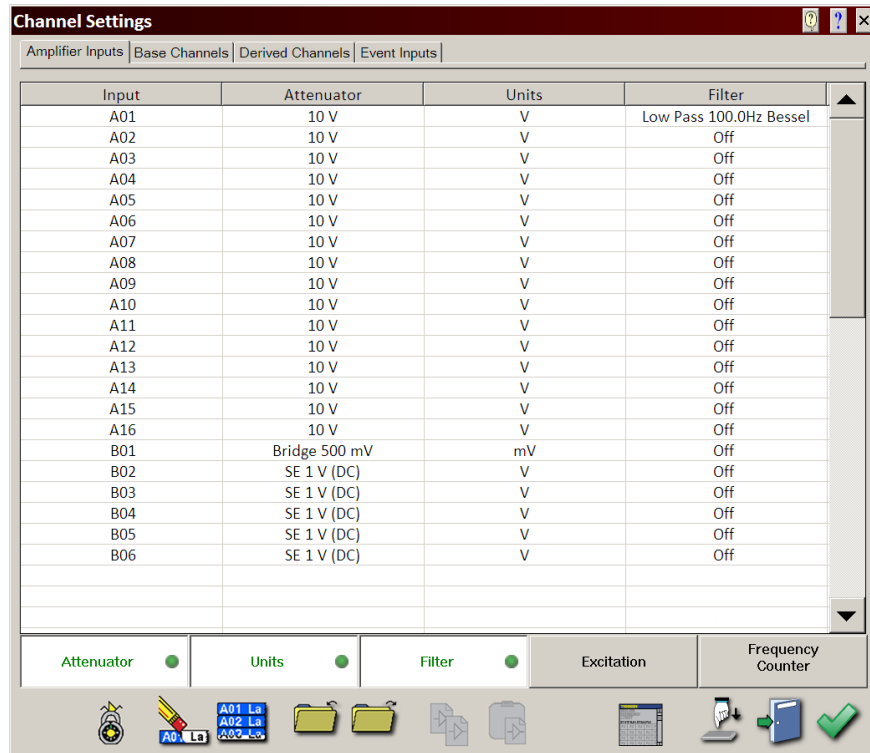 Channel Settings
Amplifier Inputs Base Channels Derived Channels Event Inputs
Input Attenuator Units Filter
A01 10 V V Low Pass 100.0Hz Bessel
A02 10 V V Off
A03 10 V V Off
A04 10 V V Off
A05 10 V V Off
A06 10 V V Off
A07 10 V V Off
A08 10 V V Off
A09 10 V V Off
A10 10 V V Off
A11 10 V V Off
A12 10 V V Off
A13 10 V V Off
A14 10 V V Off
A15 10 V V Off
A16 10 V V Off
B01 Bridge 500 mV mV Off
B02 SE 1 V (DC) V Off
B03 SE 1 V (DC) V Off
B04 SE 1 V (DC) V Off
B05 SE 1 V (DC) V Off
B06 SE 1 V (DC) V Off
Attenuator Units Filter Excitation Frequency
Counter
A01 La
A02 La
A03 La
A01 La